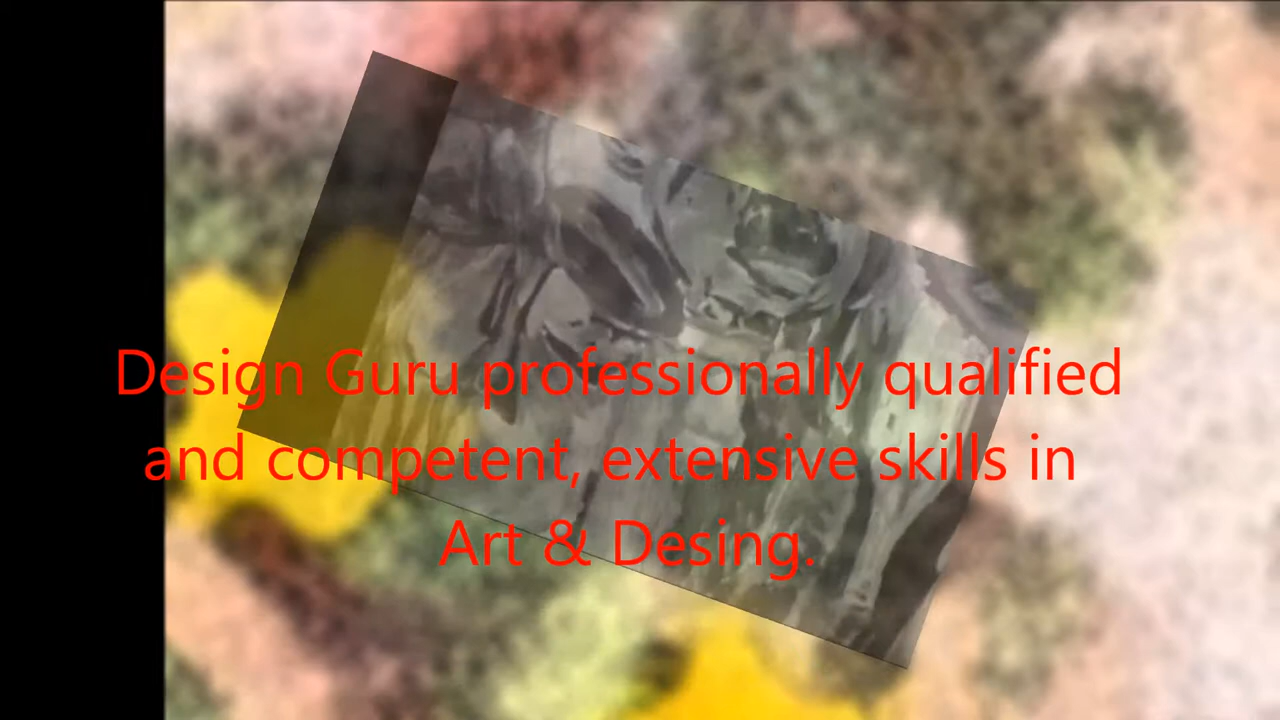 Design Guru professionally qualified
and competent, extensive skills in
Art & Desing.